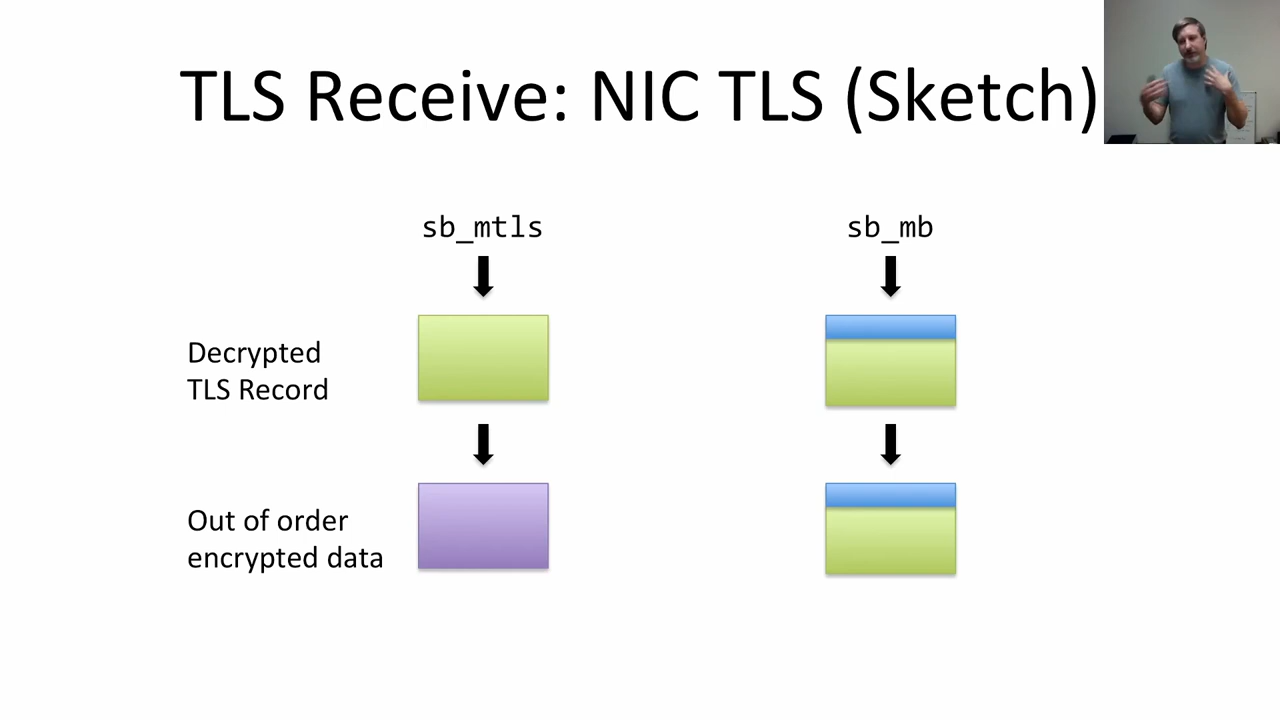 TLS Receive: NIC TLS (Sketch)
sb_mtls
sb_mb
Decrypted
TLS Record
Out of order
encrypted data